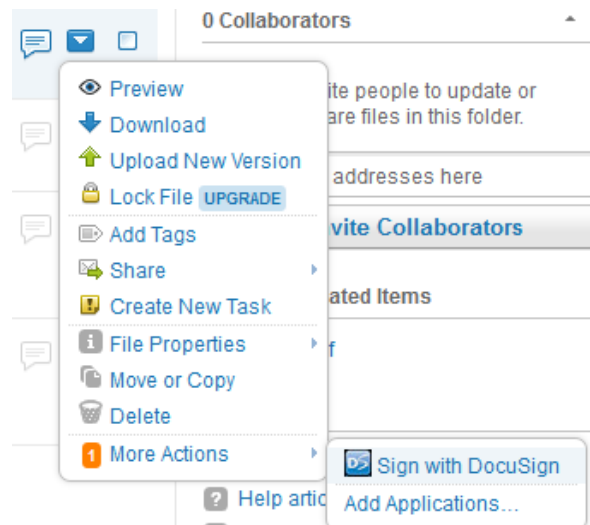 0 Collaborators
Preview
ite people to update or
Download
are files in this folder.
Upload New Version
addresses here
Lock File UPGRADE
Add Tags
vite Collaborators
Share
Create New Task
ated Items
i File Properties
f
Move or Copy
Delete
1 More Actions
DS Sign with DocuSign
? Help artic
Add Applications...